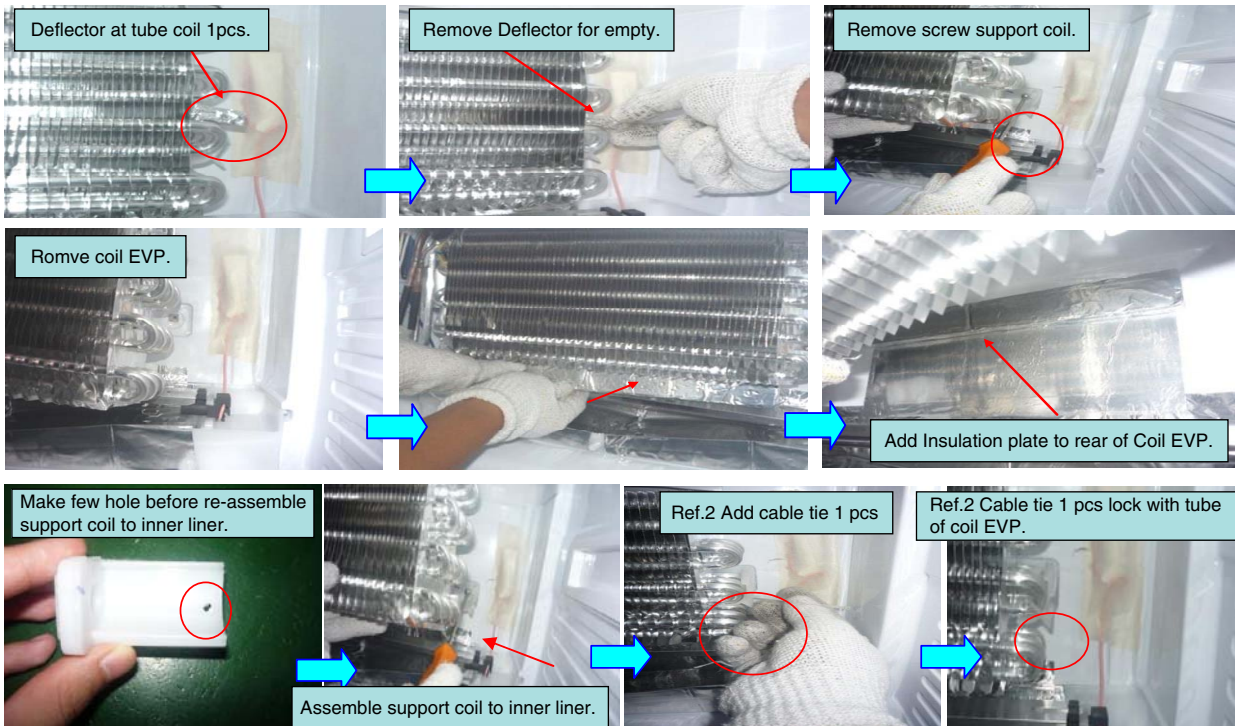 Deflector at tube coil 1pcs.
Remove Deflector for empty.
Remove screw support coil.
Romve coil EVP.
Add Insulation plate to rear of Coil EVP.
Make few hole before re-assemble
support coil to inner liner.
Assemble support coil to inner liner.
Ref.2 Add cable tie 1 pcs
Ref.2 Cable tie 1 pcs lock with tube
of coil EVP.